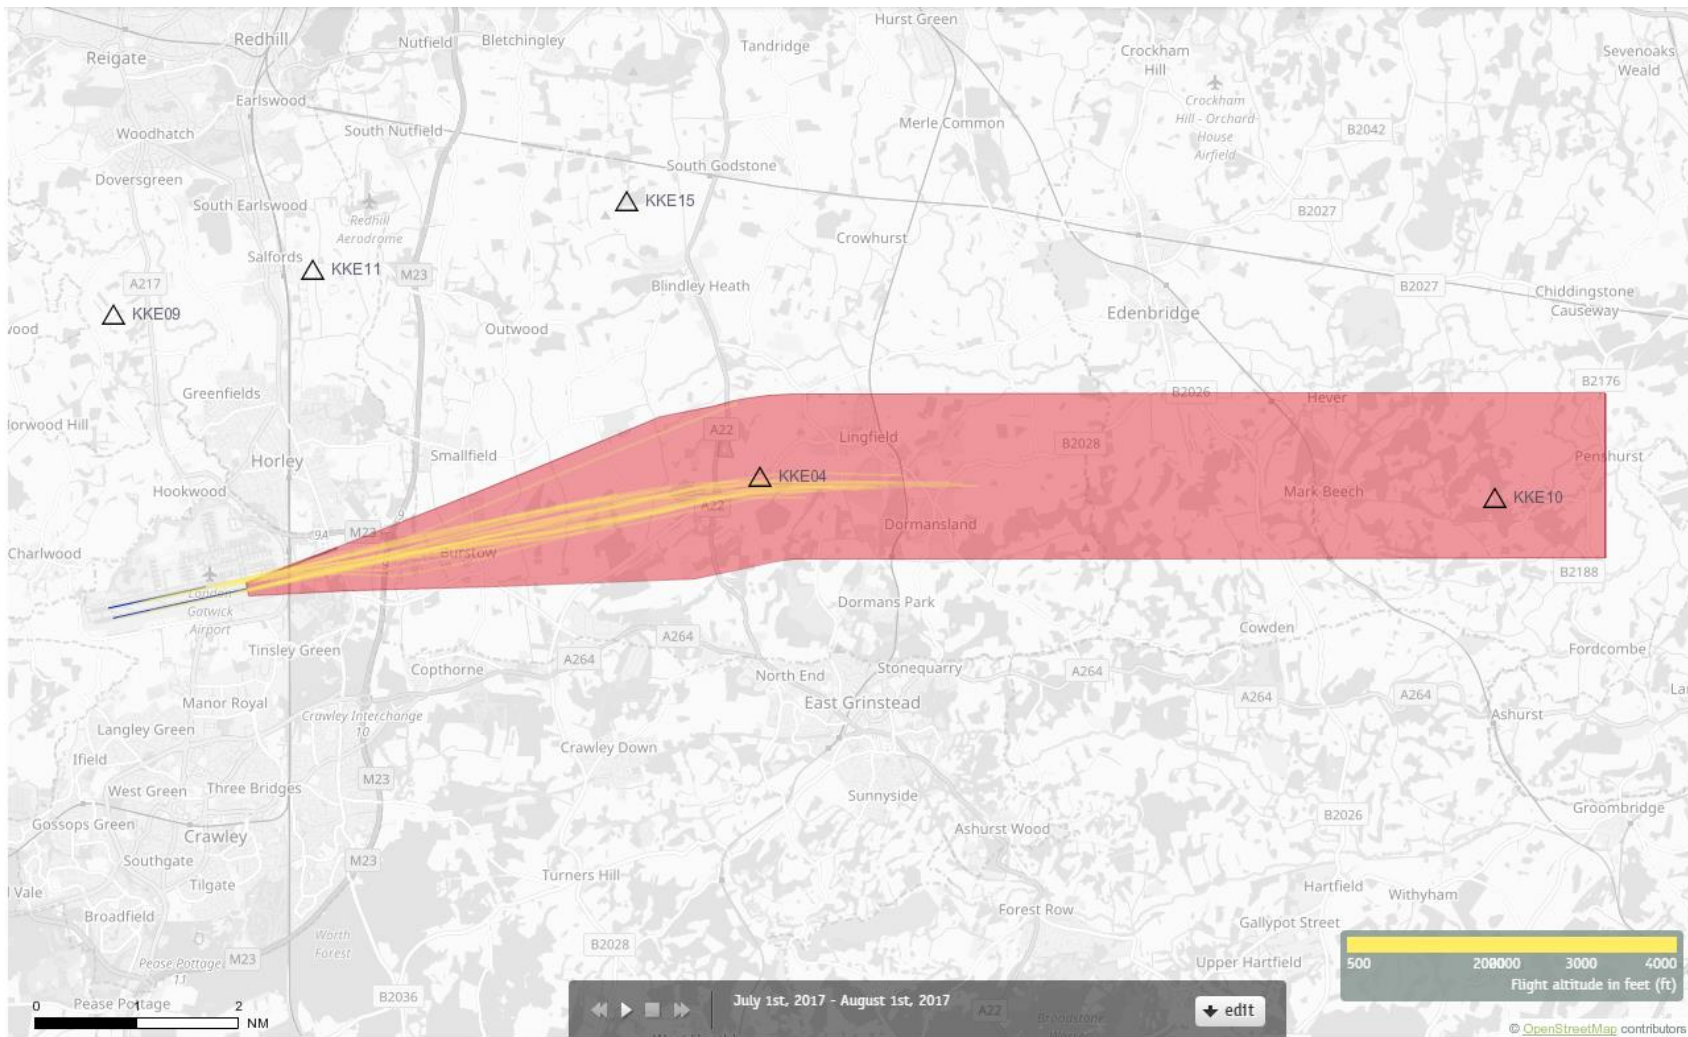 Hurst Green
Redhill
Nutfield
Bletchingley
Tandridge
Crockham
Hill
Sevenoaks
Weald
Reigate
Earlswood
Crockham
Hill - Orchard
House
Airfield
Woodhatch
South Nutfield
Merle Common
B2042
South Godstone
Doversgreen
South Earlswood
KKE15
B2027
Redhill
Aerodrome
Crowhurst
Salfords
KKE11
M23
A217
Blindley Heath
B2027
Chiddingstone
Causeway
KKE09
Outwood
Edenbridge
Greenfields
B2176
B2026
Hever
A22
Lingfield
B2028
Horley
Smallfield
Penshurst
KKE04
Hookwood
Mark Beech
KKE10
A22
Dormansland
9
9A
M23
Charlwood
Burstow
B2188
London
Gatwick
Airport
Dormans Park
Cowden
A264
Tinsley Green
Fordcombe
Copthorne
A264
North End
Stonequarry
A264
A264
A264
Manor Royal
East Grinstead
Crawley Interchange
10
Ashurst
Langley Green
Crawley Down
Ifield
M23
West Green
Three Bridges
Sunnyside
Groombridge
B2026
Gossops Green
Crawley
Ashurst Wood
Southgate
M23
Turners Hill
Tilgate
Hartfield
Withyham
Broadfield
Forest Row
Gallypot Street
Worth
Forest
B2028
Pease Pottage
11
M23
Upper Hartfield
500
3000
4000
Flight altitude in feet (ft)
Pease Pottage
B2036
0
1
2
NM
July 1st, 2017 - August 1st, 2017
A22
edit
© OpenStreetMap contributors